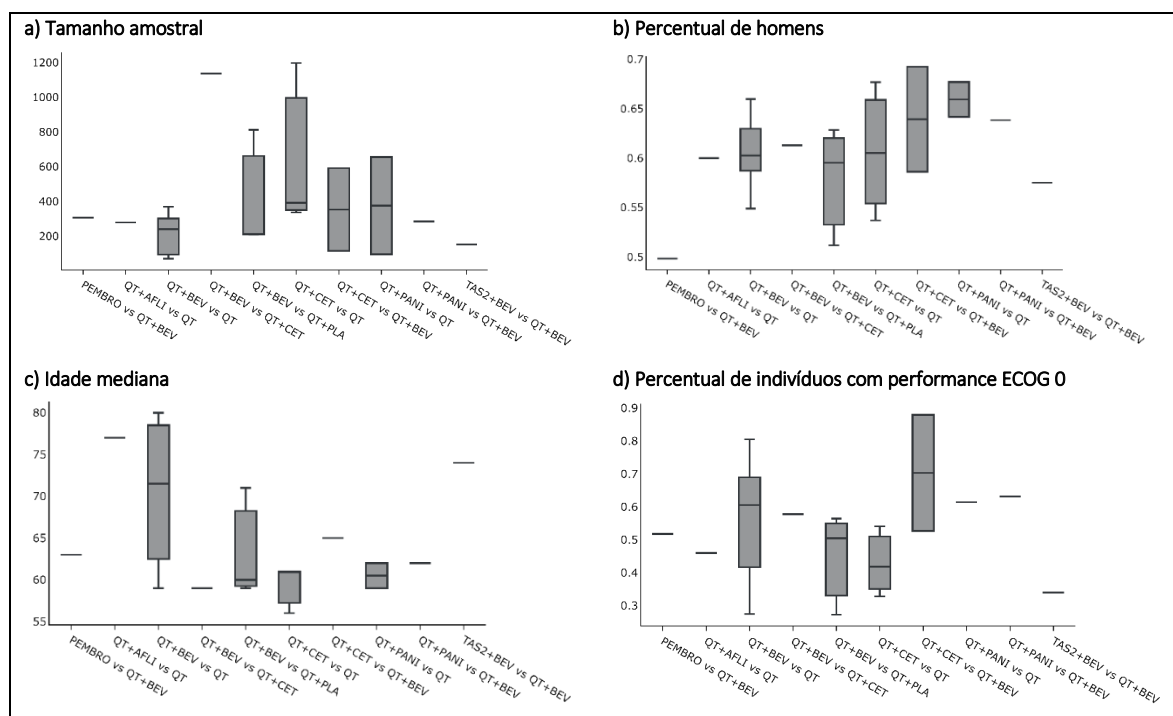 a) Tamanho amostral
1200
1000
800
600
400
200
PEMBRO vs QT+BEV
QT+AFLI vs QT
QT+BEV vs QT
QT+BEV vs QT+CET
QT+BEV vs QT+PLA
QT+CET vs QT
QT+CET vs QT+BEV
QT+PANI vs QT
QT+PANI vs QT+BEV
TAS2+BEV vs QT+BEV
b) Percentual de homens
0.7
0.65
0.6
0.55
0.5
PEMBRO vs QT+BEV
QT+AFLI vs QT
QT+BEV vs QT
QT+BEV vs QT+CET
QT+BEV vs QT+PLA
QT+CET vs QT
QT+CET vs QT+BEV
QT+PANI vs QT
QT+PANI vs QT+BEV
TAS2+BEV vs QT+BEV
c) Idade mediana
80
75
70
65
60
55
PEMBRO vs QT+BEV
QT+AFLI vs QT
QT+BEV vs QT
QT+BEV vs QT+CET
QT+BEV vs QT+PLA
QT+CET vs QT
QT+CET vs QT+BEV
QT+PANI vs QT
QT+PANI vs QT+BEV
TAS2+BEV vs QT+BEV
d) Percentual de indivíduos com performance ECOG 0
0.9
0.8
0.7
0.6
0.5
0.4
0.3
PEMBRO vs QT+BEV
QT+AFLI vs QT
QT+BEV vs QT
QT+BEV vs QT+CET
QT+BEV vs QT+PLA
QT+CET vs QT
QT+CET vs QT+BEV
QT+PANI vs QT
QT+PANI vs QT+BEV
TAS2+BEV vs QT+BEV